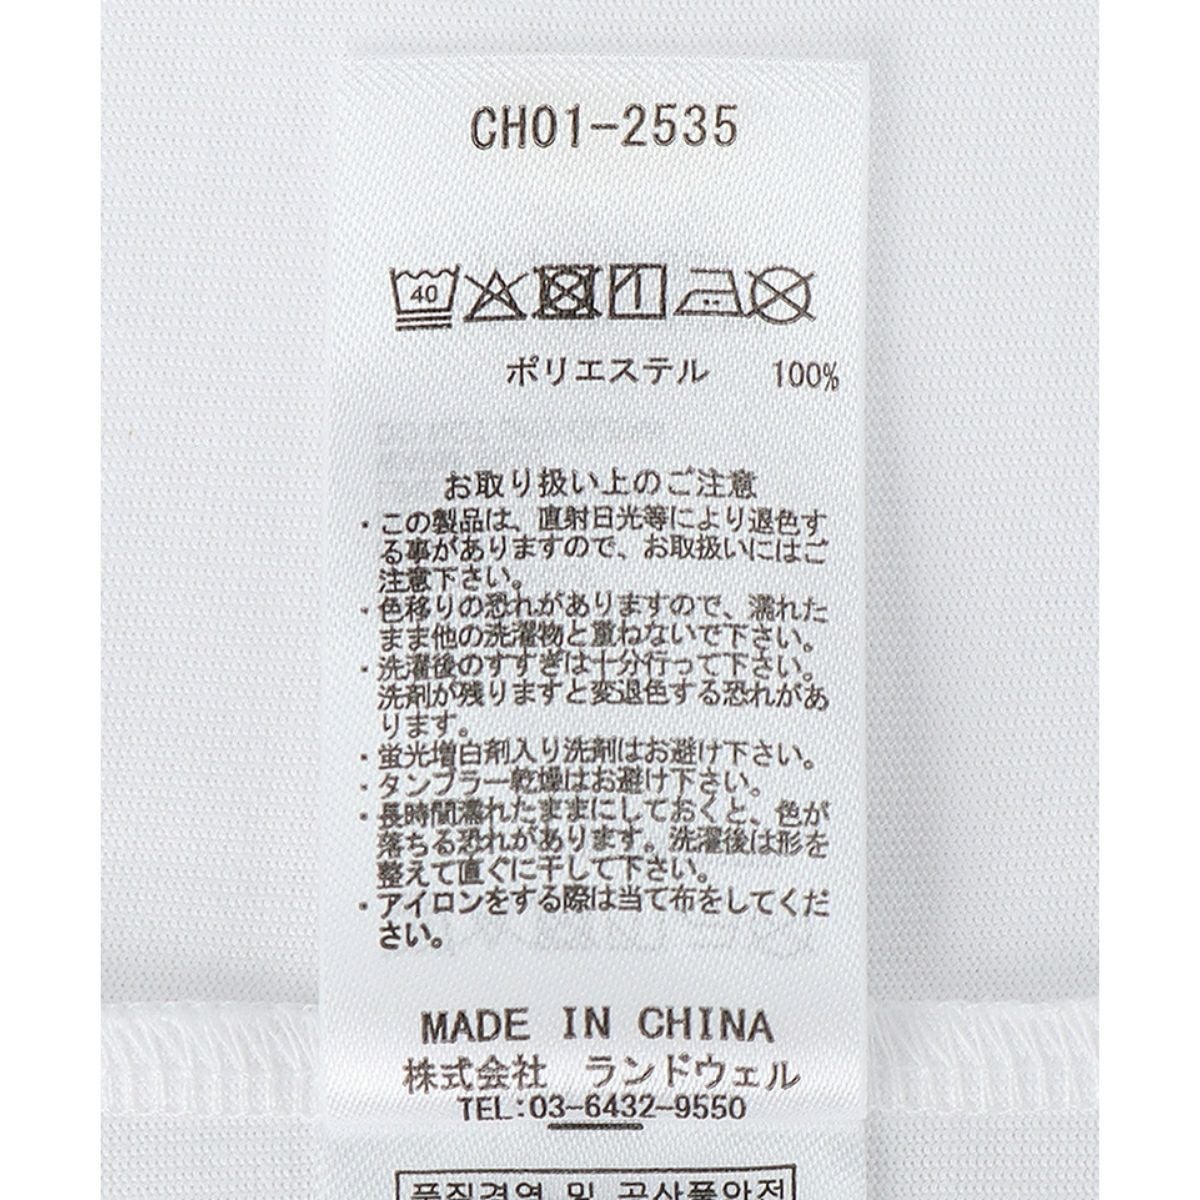 CH01-2535
40
ポリエステル 100%
お取り扱い上のご注意
・この製品は、直射日光等により退色す
る事がありますので、お取扱いにはご
注意下さい。
・色移りの恐れがありますので、濡れた
まま他の洗濯物と重ねないで下さい。
・洗濯後のすすぎは十分行って下さい。
洗剤が残りますと変退色する恐れがあ
ります。
・蛍光増白剤入り洗剤はお避け下さい。
・タンブラー乾燥はお避け下さい。
・長時間濡れたままにしておくと、色が
落ちる恐れがあります。洗濯後は形を
整えて直ぐに干して下さい。
・アイロンをする際は当て布をしてくだ
さい。
MADE IN CHINA
株式会社 ランドウェル
TEL:03-6432-9550
품질경영 및 공산품안전